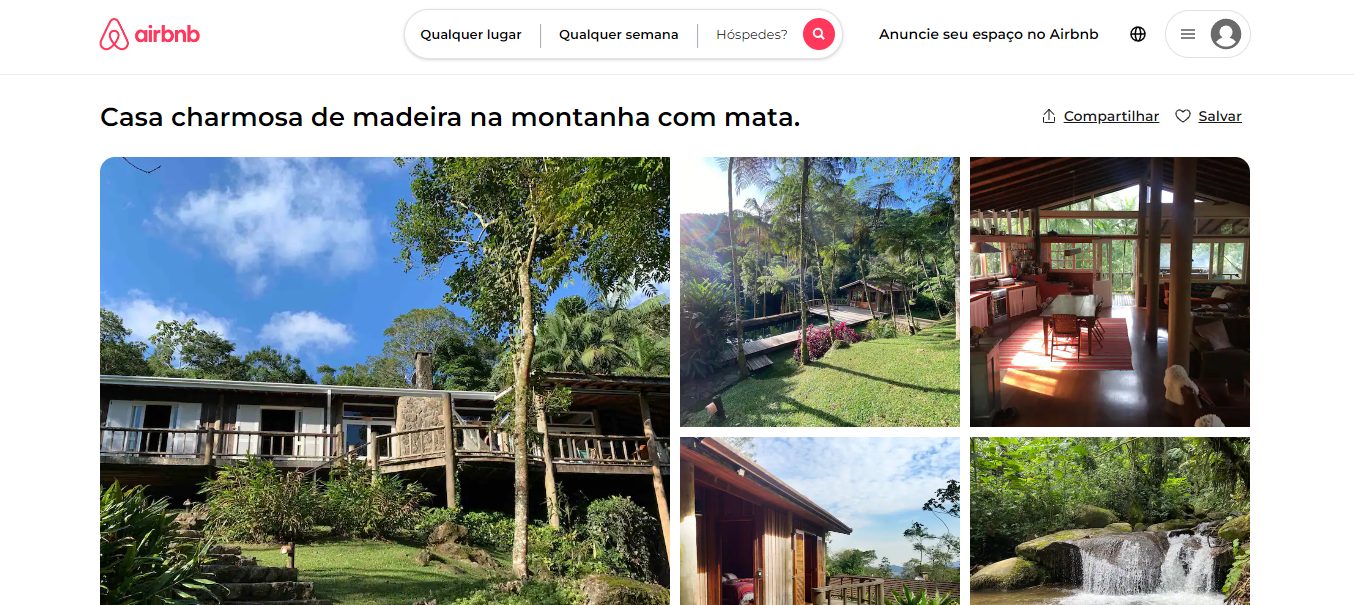 airbnb
Qualquer lugar
Qualquer semana
Hóspedes?
Anuncie seu espaço no Airbnb
Casa charmosa de madeira na montanha com mata.
Compartilhar
Salvar